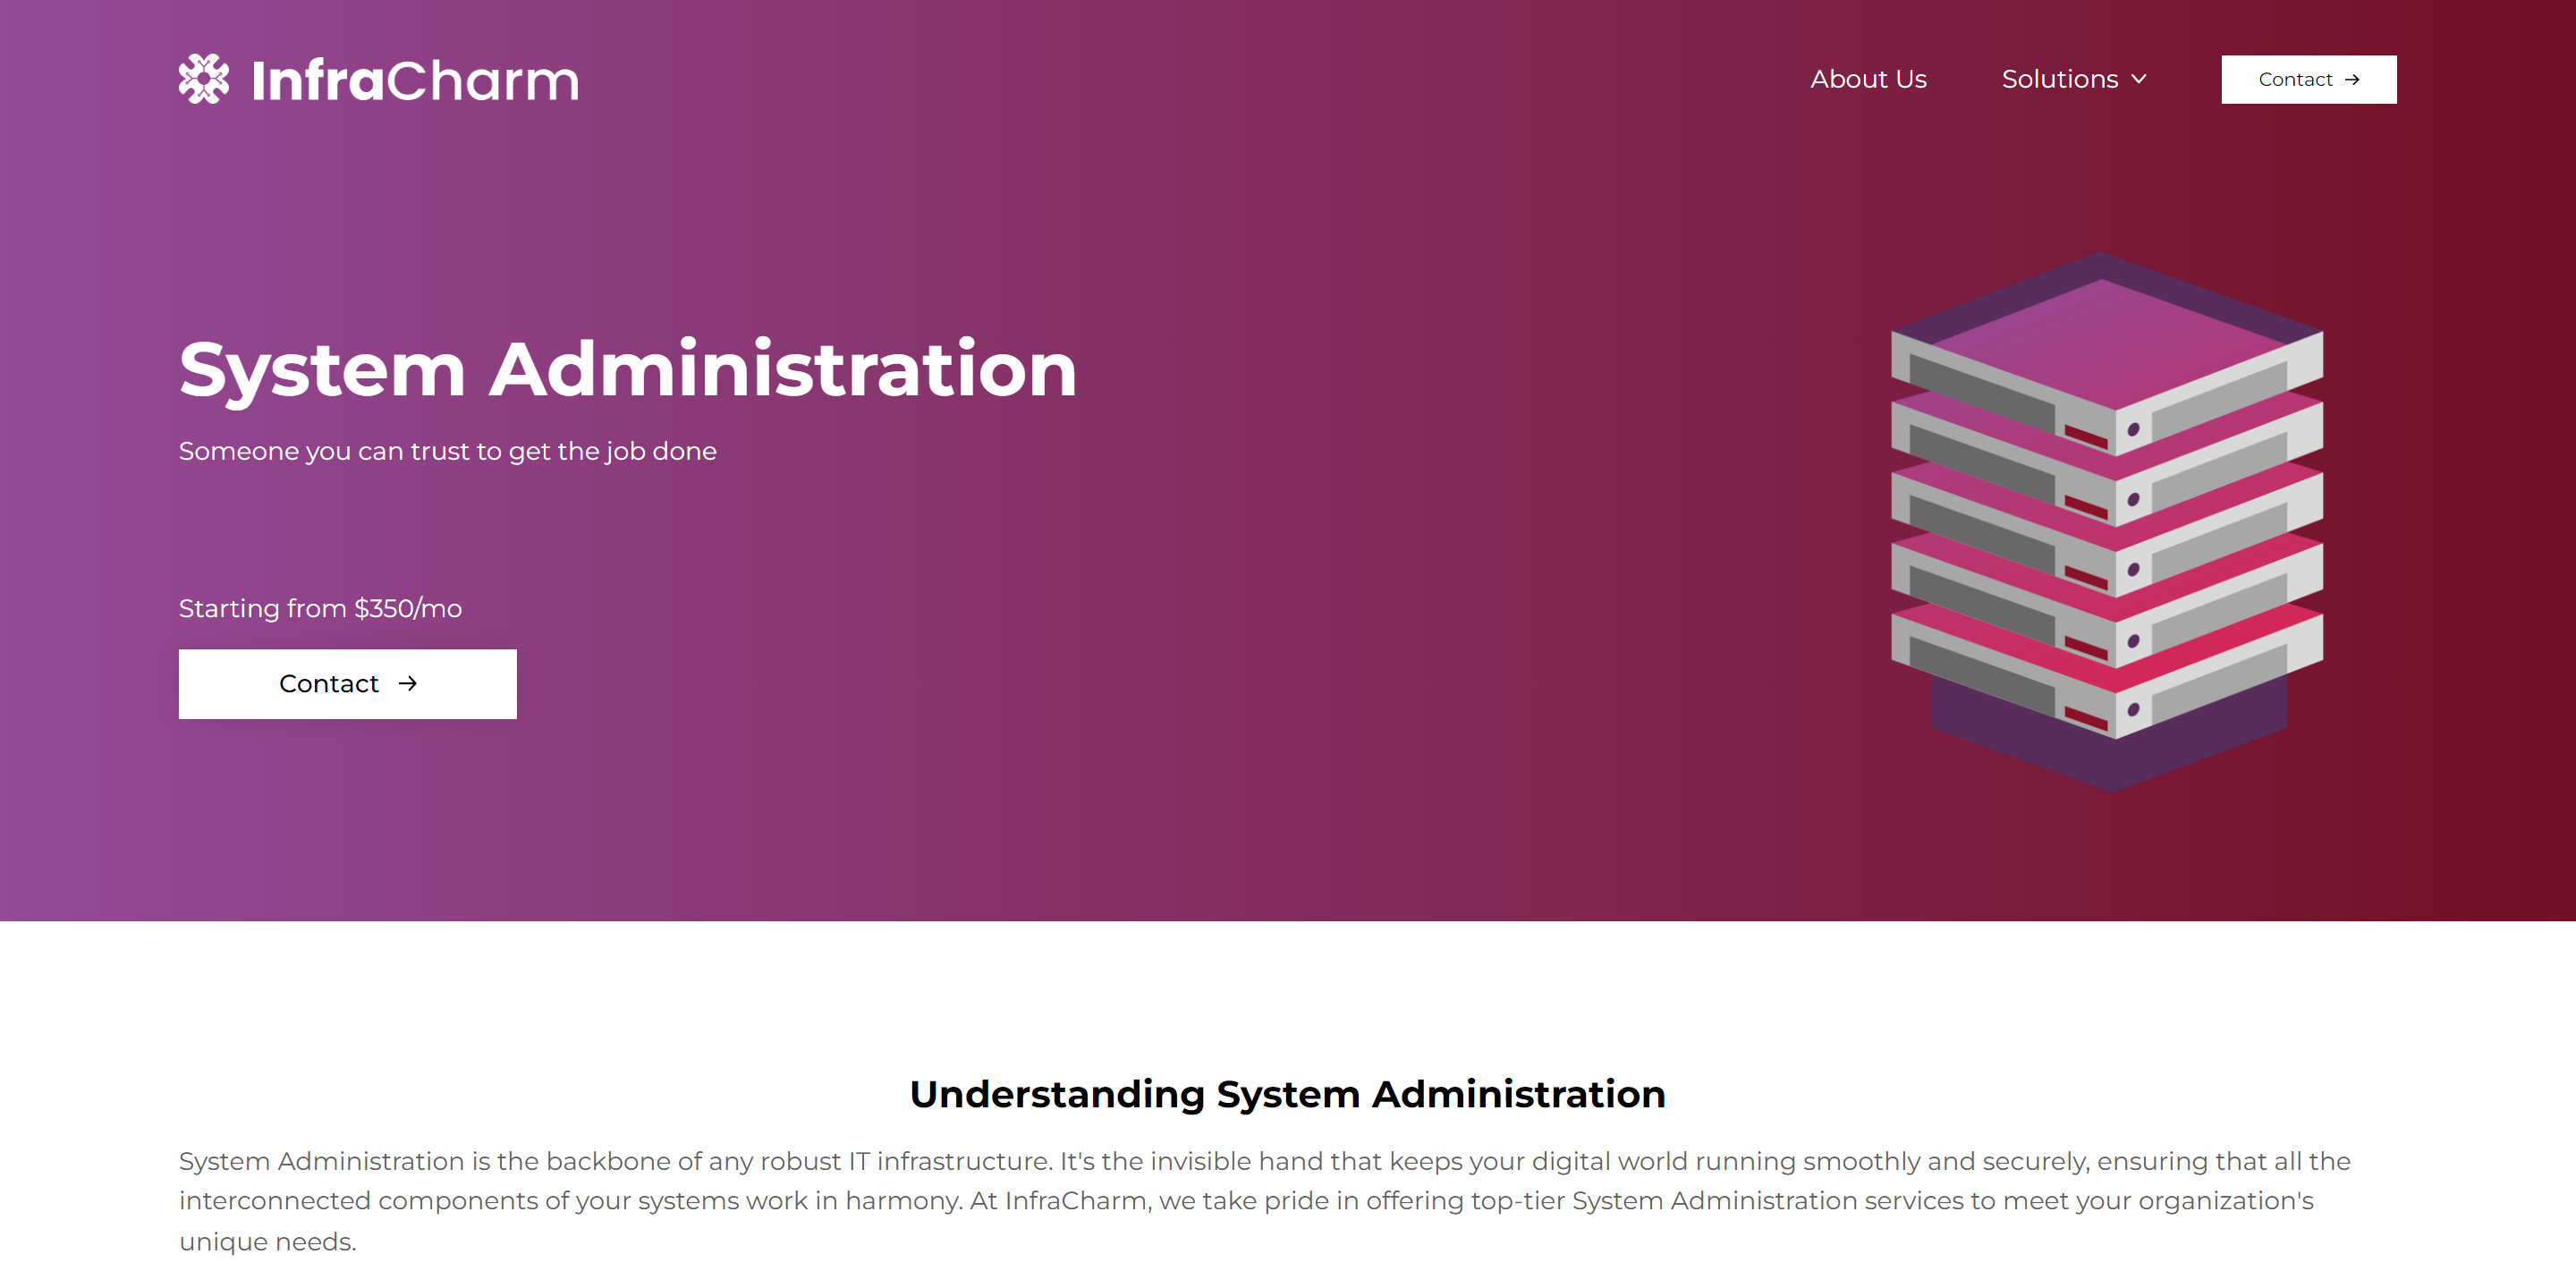 InfraCharm
About Us
Solutions
Contact →
System Administration
Someone you can trust to get the job done
Starting from $350/mo
Contact →
Understanding System Administration
System Administration is the backbone of any robust IT infrastructure. It's the invisible hand that keeps your digital world running smoothly and securely, ensuring that all the
interconnected components of your systems work in harmony. At InfraCharm, we take pride in offering top-tier System Administration services to meet your organization's
unique needs.